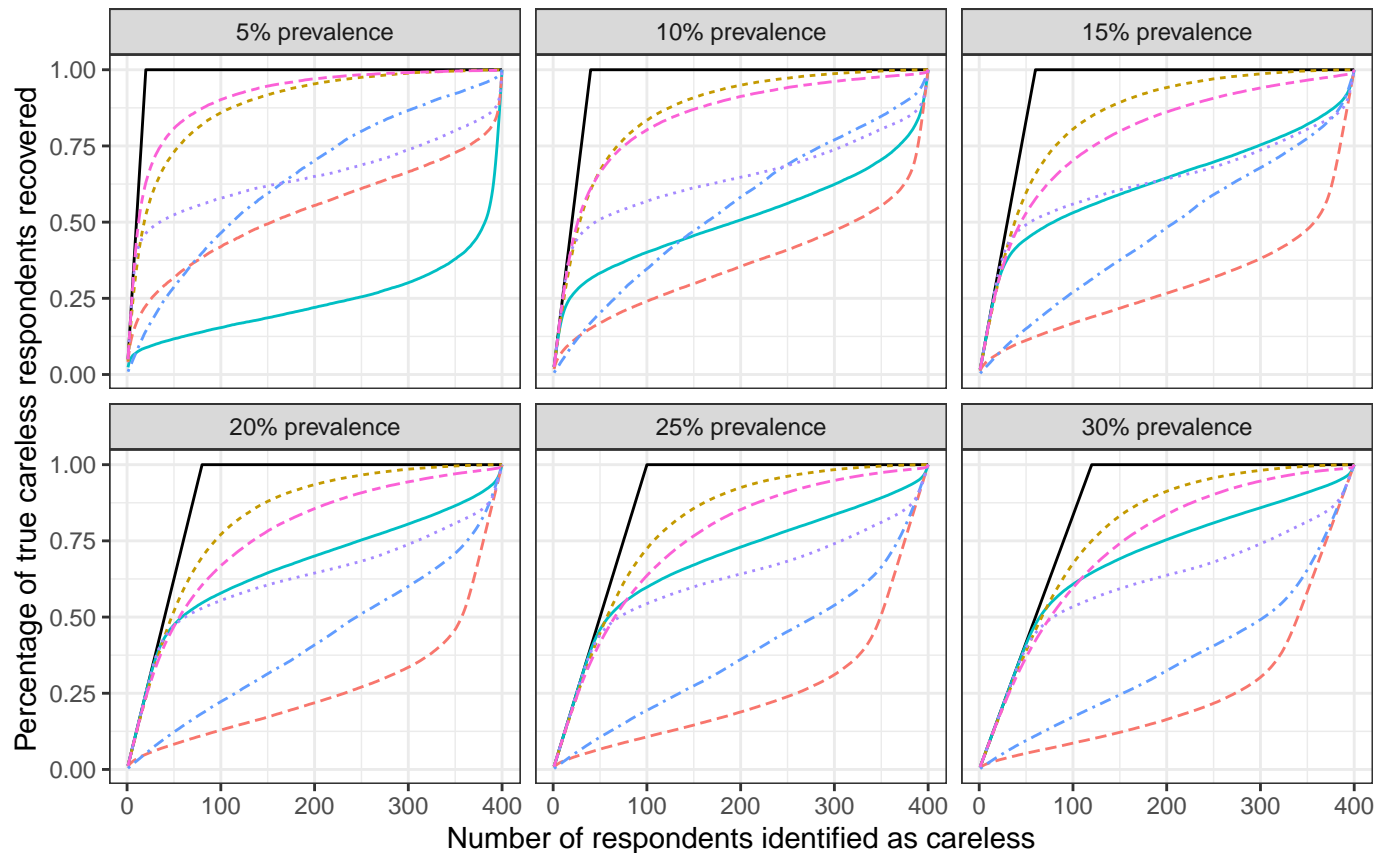 5% prevalence
10% prevalence
15% prevalence
1.00
0.75
0.50
0.25
0.00
20% prevalence
25% prevalence
30% prevalence
1.00
0.75
0.50
0.25
0.00
0 100 200 300 400
0 100 200 300 400
0 100 200 300 400
Number of respondents identified as careless
Percentage of true careless respondents recovered